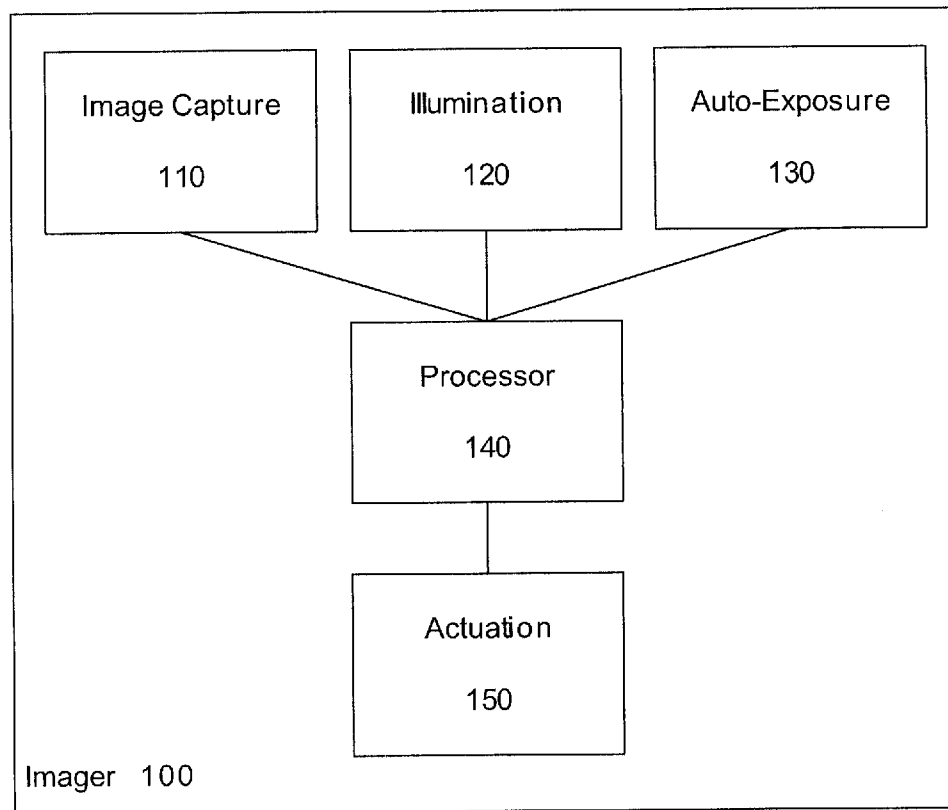 Image Capture
110
Illumination
120
Auto-Exposure
130
Processor
140
Actuation
150
Imager 100